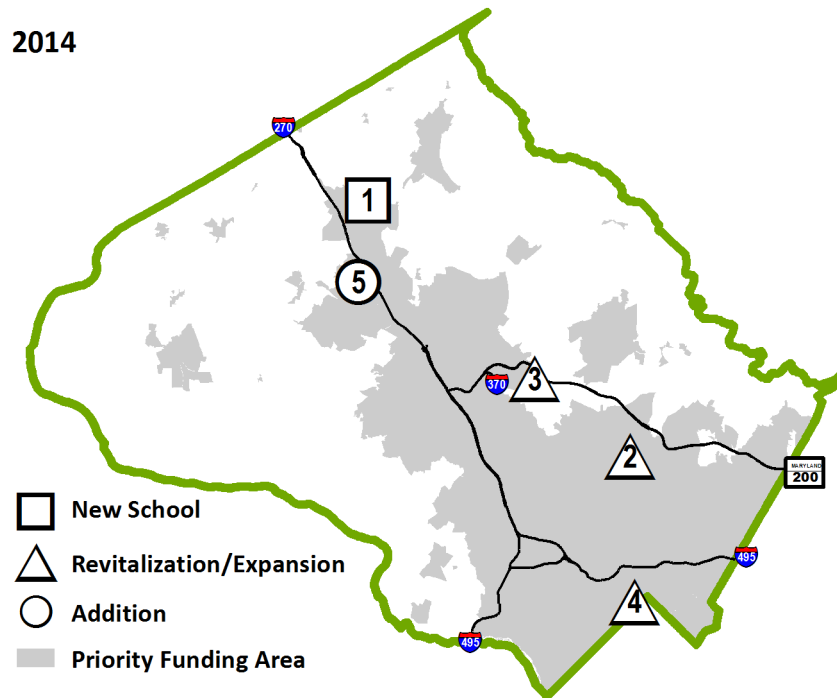 2014
270
1
5
370
3
2
MARYLAND
200
New School
Revitalization/Expansion
495
Addition
4
495
Priority Funding Area